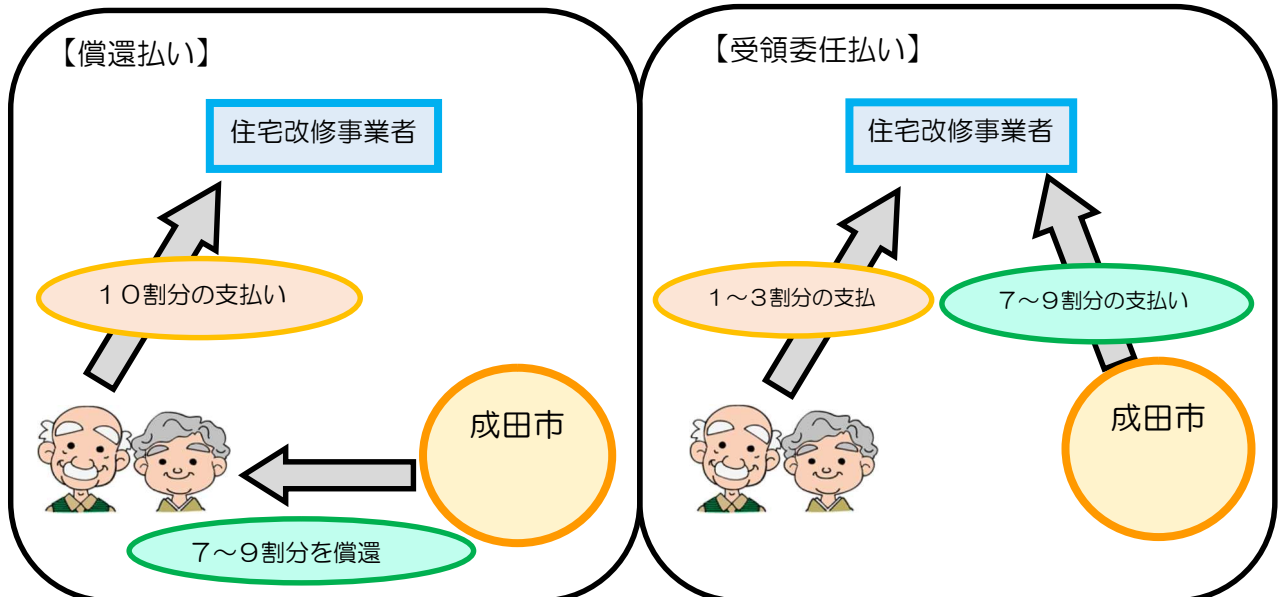 【償還払い】
住宅改修事業者
１０割分の支払い
成田市
７～９割分を償還
【受領委任払い】
住宅改修事業者
１～３割分の支払
７～９割分の支払い
成田市